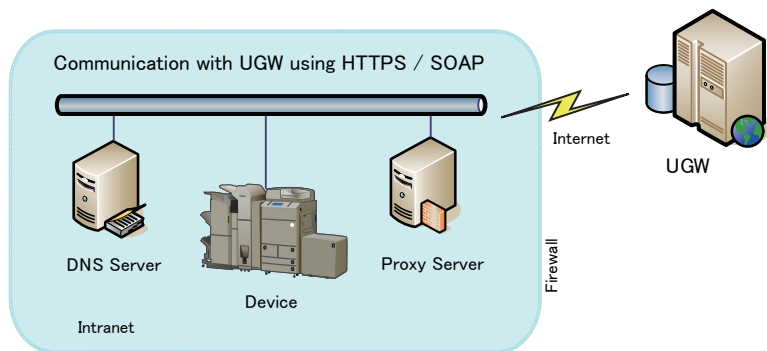 Communication with UGW using HTTPS / SOAP
Internet
UGW
DNS Server
Proxy Server
Device
Firewall
Intranet